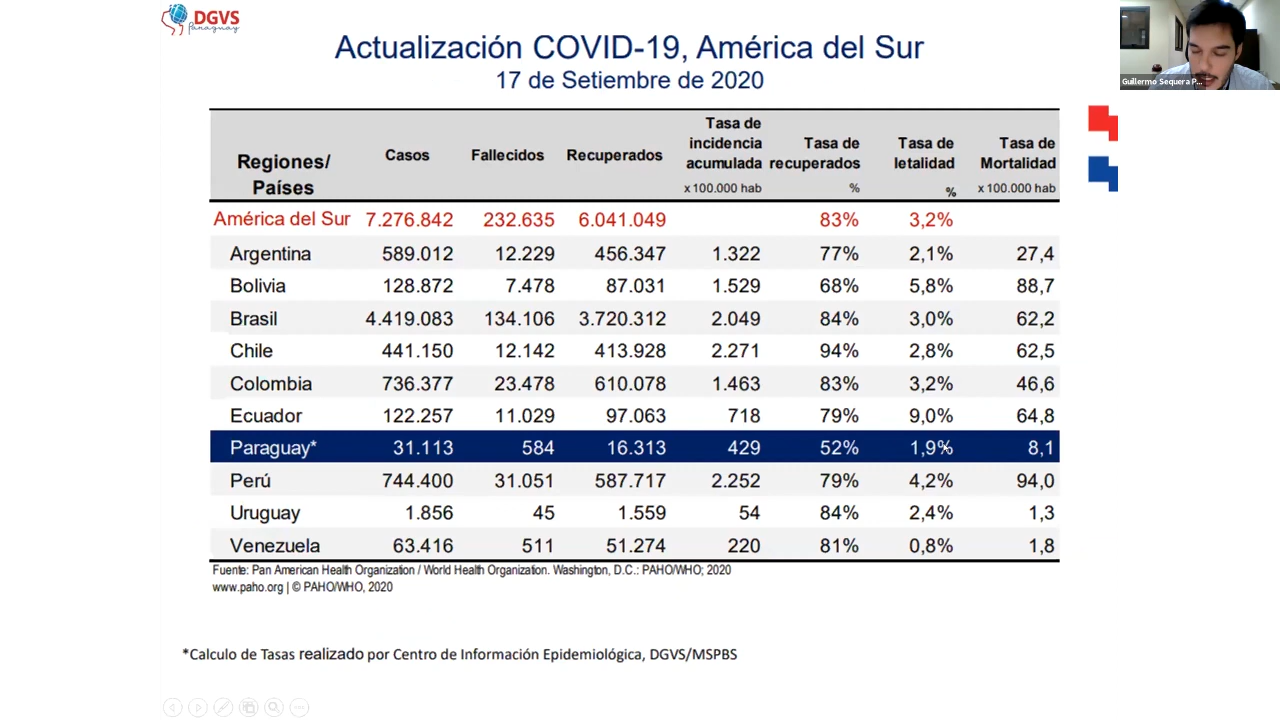 DGVS
Paraguay
Actualización COVID-19, América del Sur
17 de Setiembre de 2020
Guillermo Sequera P...
Regiones/ Países Casos Fallecidos Recuperados Tasa de incidencia acumulada x 100.000 hab Tasa de recuperados % Tasa de letalidad % Tasa de Mortalidad x 100.000 hab
América del Sur 7.276.842 232.635 6.041.049 83% 3,2%
Argentina 589.012 12.229 456.347 1.322 77% 2,1% 27,4
Bolivia 128.872 7.478 87.031 1.529 68% 5,8% 88,7
Brasil 4.419.083 134.106 3.720.312 2.049 84% 3,0% 62,2
Chile 441.150 12.142 413.928 2.271 94% 2,8% 62,5
Colombia 736.377 23.478 610.078 1.463 83% 3,2% 46,6
Ecuador 122.257 11.029 97.063 718 79% 9,0% 64,8
Paraguay* 31.113 584 16.313 429 52% 1,9% 8,1
Perú 744.400 31.051 587.717 2.252 79% 4,2% 94,0
Uruguay 1.856 45 1.559 54 84% 2,4% 1,3
Venezuela 63.416 511 51.274 220 81% 0,8% 1,8
Fuente: Pan American Health Organization / World Health Organization. Washington, D.C.: PAHO/WHO; 2020
www.paho.org | © PAHO/WHO, 2020
*Calculo de Tasas realizado por Centro de Información Epidemiológica, DGVS/MSPBS